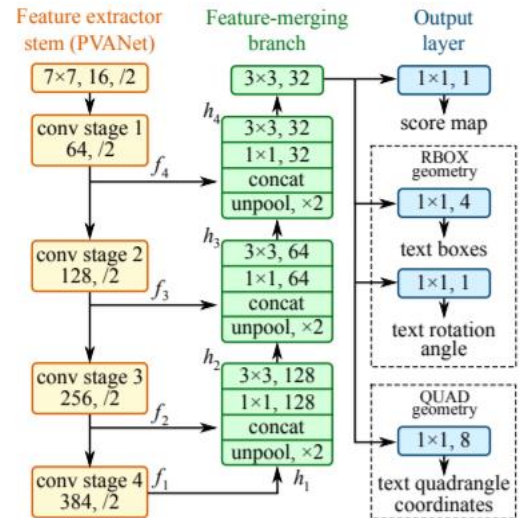 Feature extractor
stem (PVANet)
7×7, 16, /2
conv stage 1
64, /2
f4
conv stage 2
128, /2
f3
conv stage 3
256, /2
f2
conv stage 4
384, /2
f1
Feature-merging
branch
3×3, 32
h4
3×3, 32
1×1, 32
concat
unpool, ×2
h3
3×3, 64
1×1, 64
concat
unpool, ×2
h2
3×3, 128
1×1, 128
concat
unpool, ×2
h1
Output
layer
1×1, 1
score map
RBOX
geometry
1×1, 4
text boxes
1×1, 1
text rotation
angle
QUAD
geometry
1×1, 8
text quadrangle
coordinates